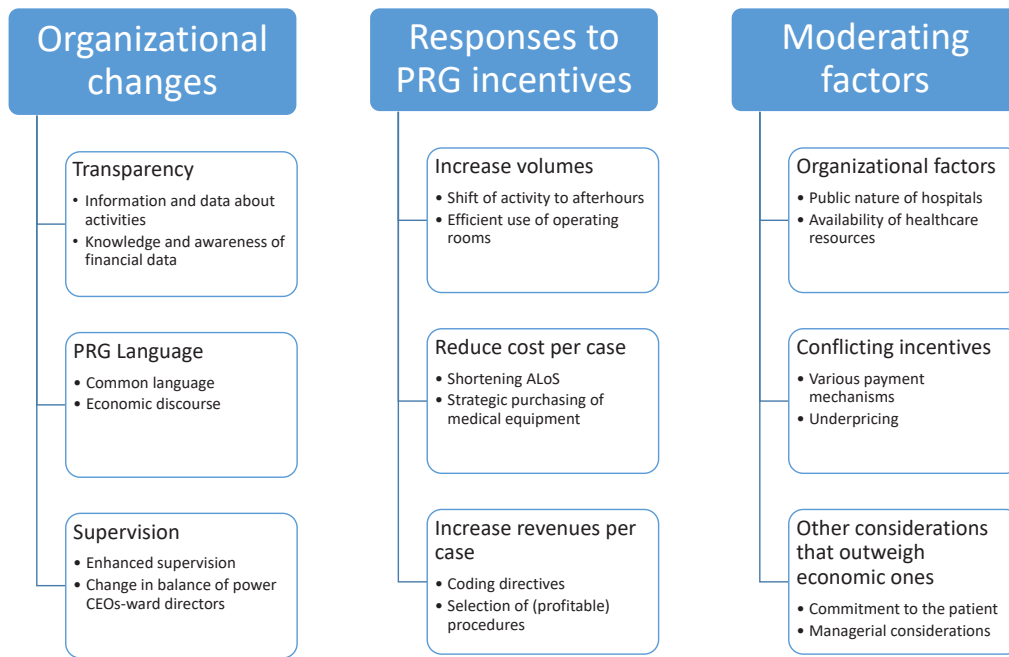 Organizational
changes
Transparency
• Information and data about
activities
• Knowledge and awareness of
financial data
PRG Language
• Common language
• Economic discourse
Supervision
• Enhanced supervision
• Change in balance of power
CEOs-ward directors
Responses to
PRG incentives
Increase volumes
• Shift of activity to afterhours
• Efficient use of operating
rooms
Reduce cost per case
• Shortening ALoS
• Strategic purchasing of
medical equipment
Increase revenues per
case
• Coding directives
• Selection of (profitable)
procedures
Moderating
factors
Organizational factors
• Public nature of hospitals
• Availability of healthcare
resources
Conflicting incentives
• Various payment
mechanisms
• Underpricing
Other considerations
that outweigh
economic ones
• Commitment to the patient
• Managerial considerations